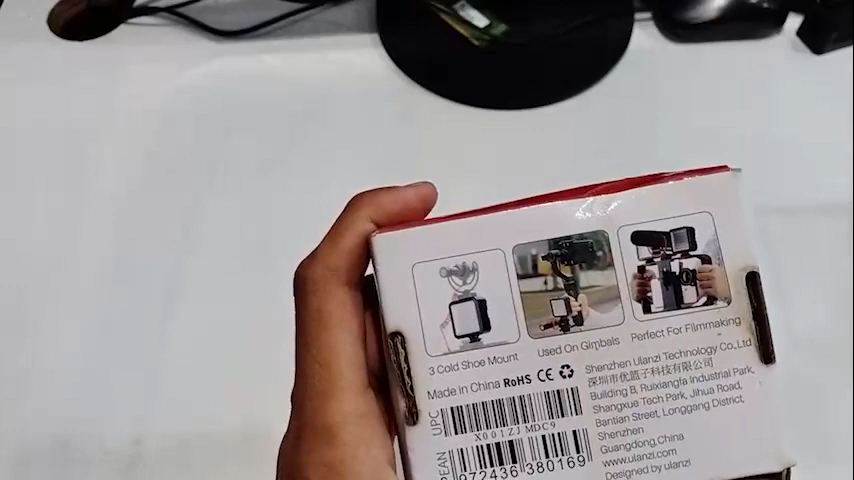 3 Cold Shoe Mount
Used On Gimbals
Perfect For Filmmaking
Made in China RoHS CE
UPC
X001ZJMDC9
EAN
972436 380169
Shenzhen Ulanzi Technology Co., Ltd
深圳市优篮子科技有限公司
Building B, Ruixiangfa Industrial Park,
Shangxue Tech Park, Jihua Road,
Bantian Street, Longgang District,
Shenzhen
Guangdong, China
www.ulanzi.com
Designed by ulanzi